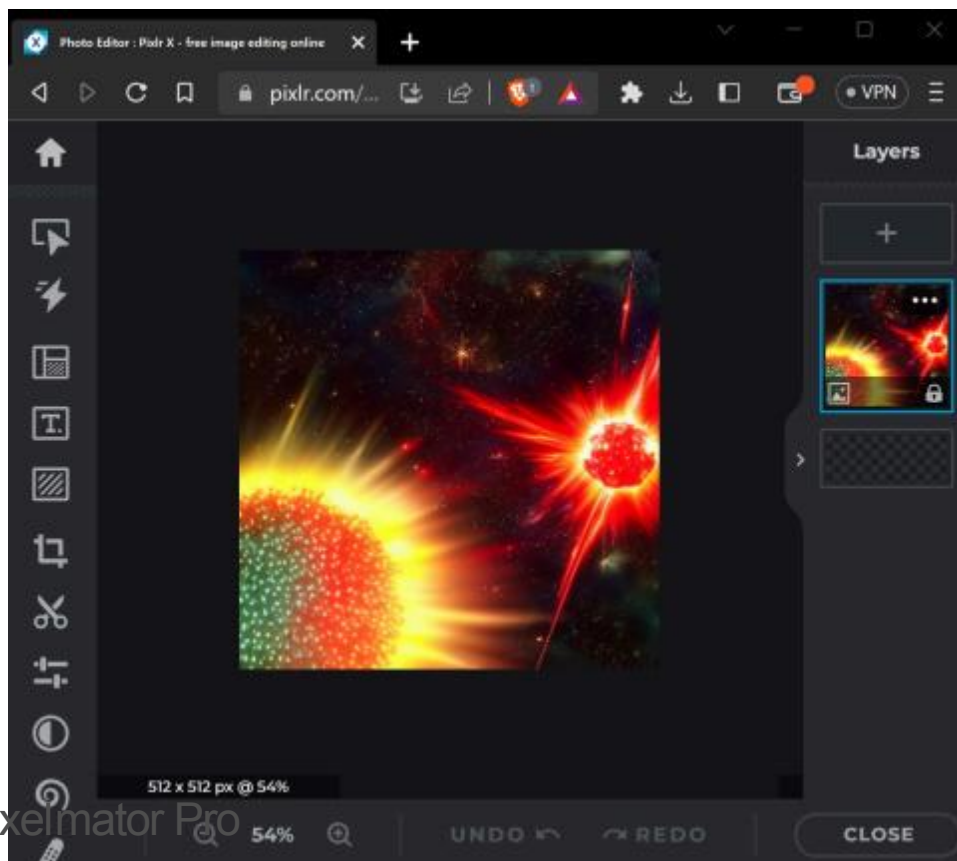 Photo Editor : Pixlr X - free image editing online
pixlr.com/...
VPN
Layers
T.
512 x 512 px @ 54%
xelmator Pro
54%
UNDO
REDO
CLOSE